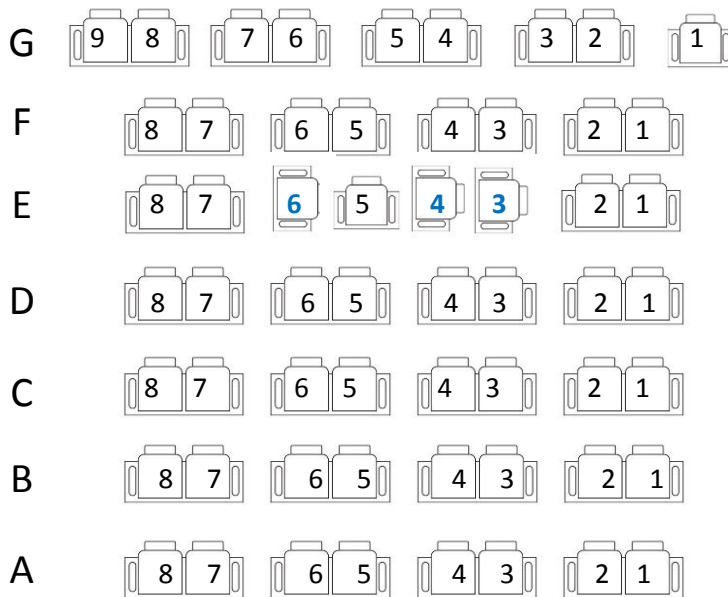 G 9 8 7 6 5 4 3 2 1
F 8 7 6 5 4 3 2 1
E 8 7 6 5 4 3 2 1
D 8 7 6 5 4 3 2 1
C 8 7 6 5 4 3 2 1
B 8 7 6 5 4 3 2 1
A 8 7 6 5 4 3 2 1